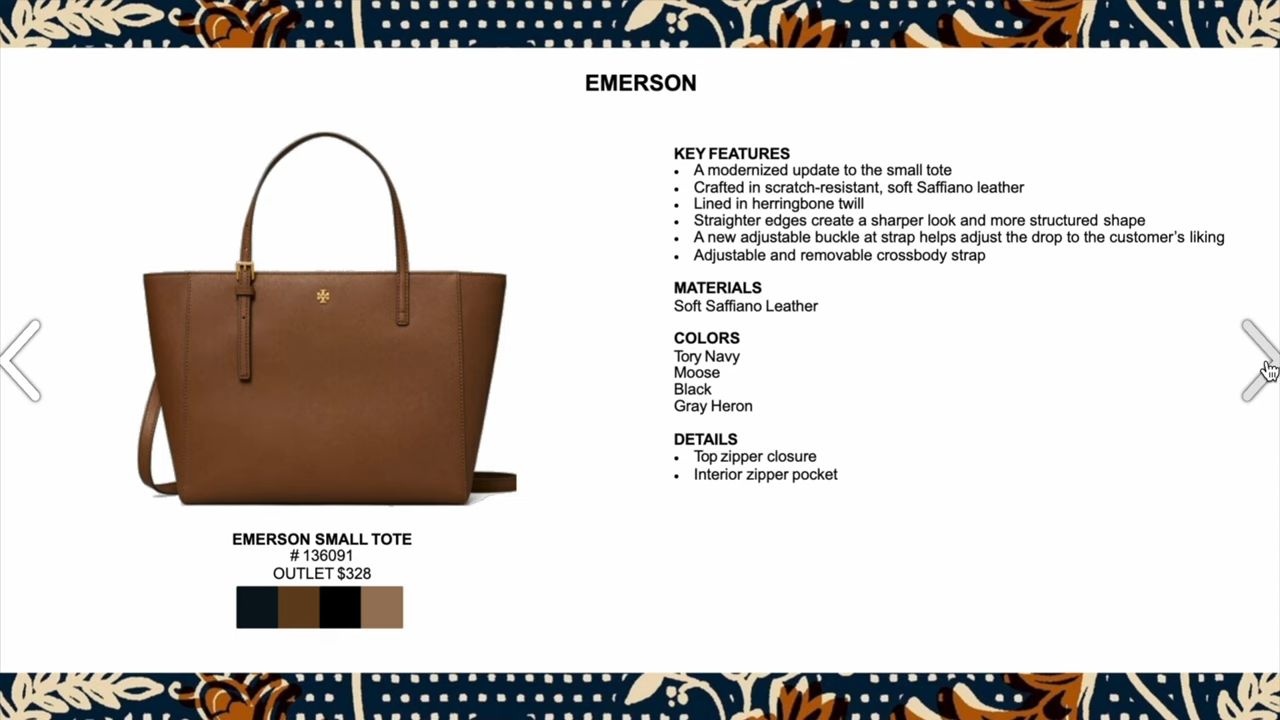 EMERSON
KEY FEATURES
• A modernized update to the small tote
• Crafted in scratch-resistant, soft Saffiano leather
• Lined in herringbone twill
• Straighter edges create a sharper look and more structured shape
• A new adjustable buckle at strap helps adjust the drop to the customer's liking
• Adjustable and removable crossbody strap
MATERIALS
Soft Saffiano Leather
COLORS
Tory Navy
Moose
Black
Gray Heron
DETAILS
• Top zipper closure
• Interior zipper pocket
EMERSON SMALL TOTE
# 136091
OUTLET $328